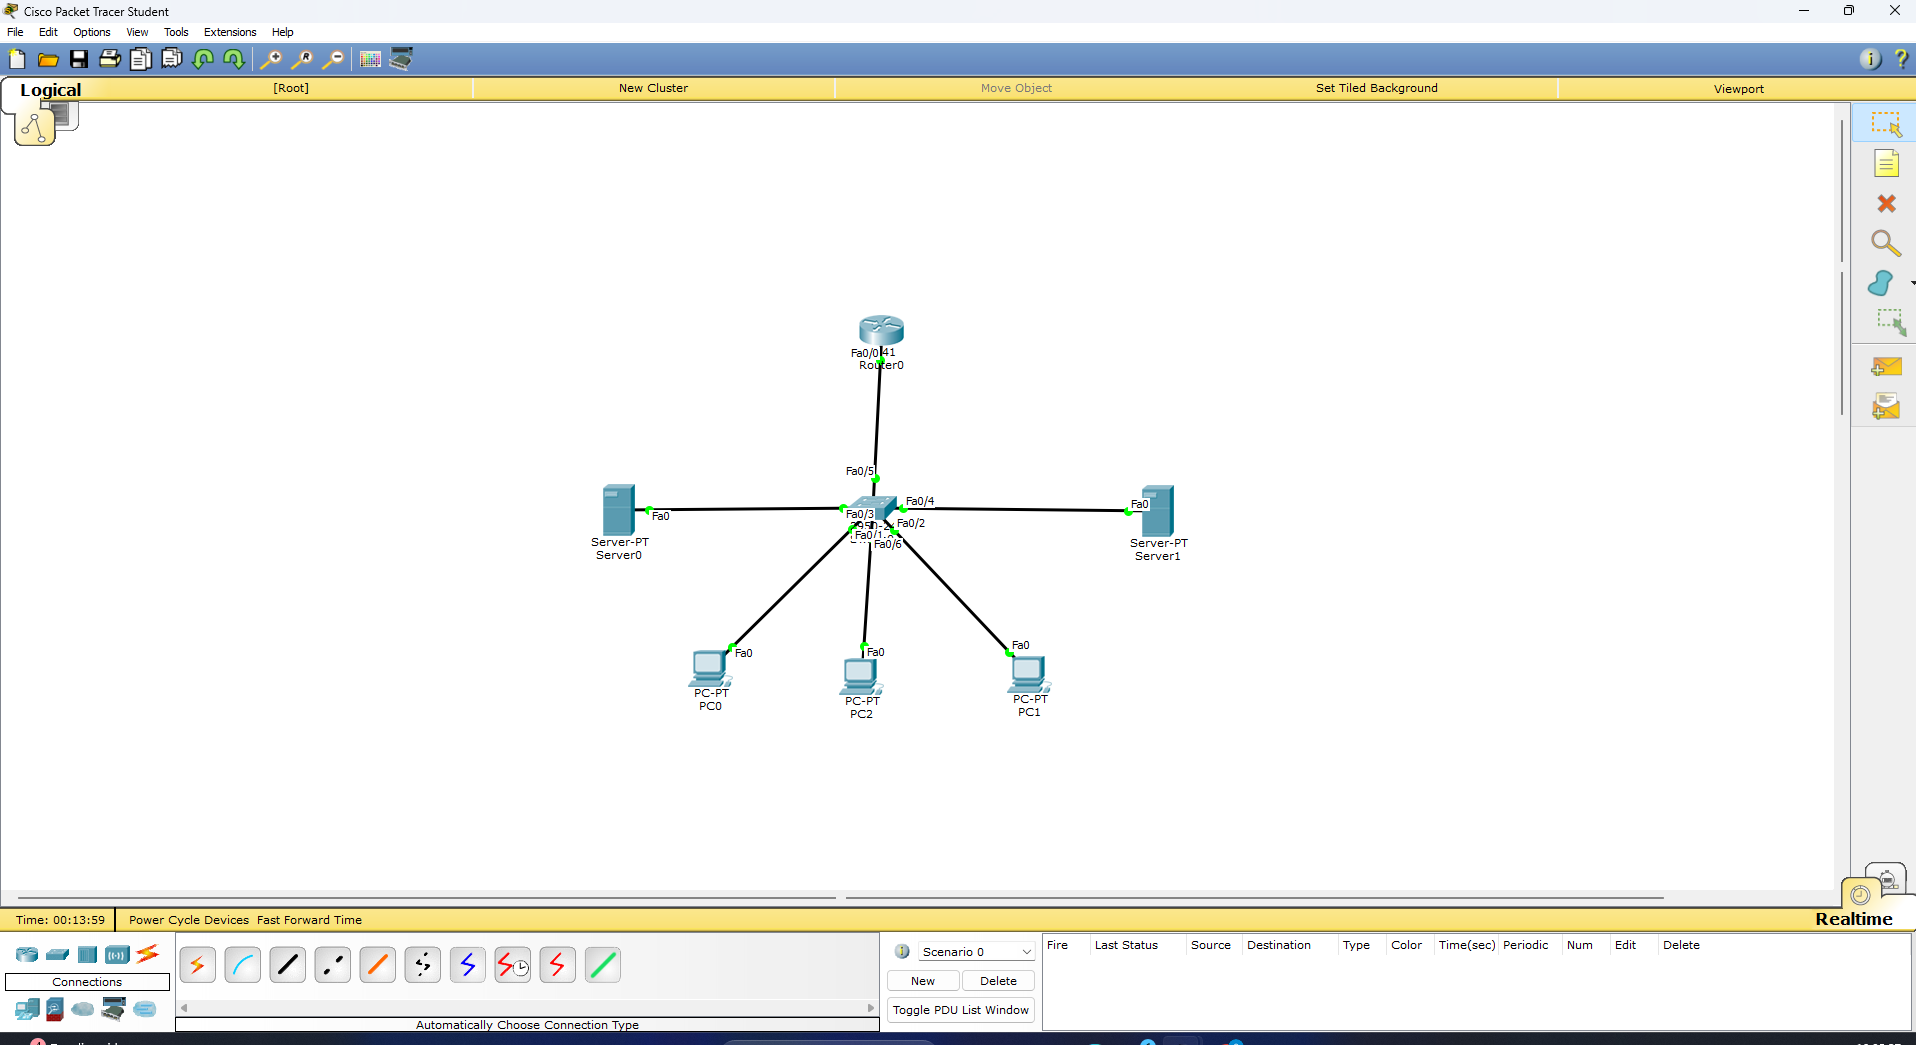 Cisco Packet Tracer Student
File Edit Options View Tools Extensions Help
Logical [Root] New Cluster Move Object Set Tiled Background Viewport
Fa0/0 41
Router0
Fa0/5
Fa0/4
Fa0
Fa0
Fa0/3
Fa0/2
Fa0/1
Fa0/6
Server-PT
Server0
Server-PT
Server1
Fa0
Fa0
Fa0
PC-PT
PC0
PC-PT
PC2
PC-PT
PC1
Time: 00:13:59 Power Cycle Devices Fast Forward Time
Realtime
Connections
Automatically Choose Connection Type
Scenario 0
New Delete
Toggle PDU List Window
Fire Last Status Source Destination Type Color Time(sec) Periodic Num Edit Delete